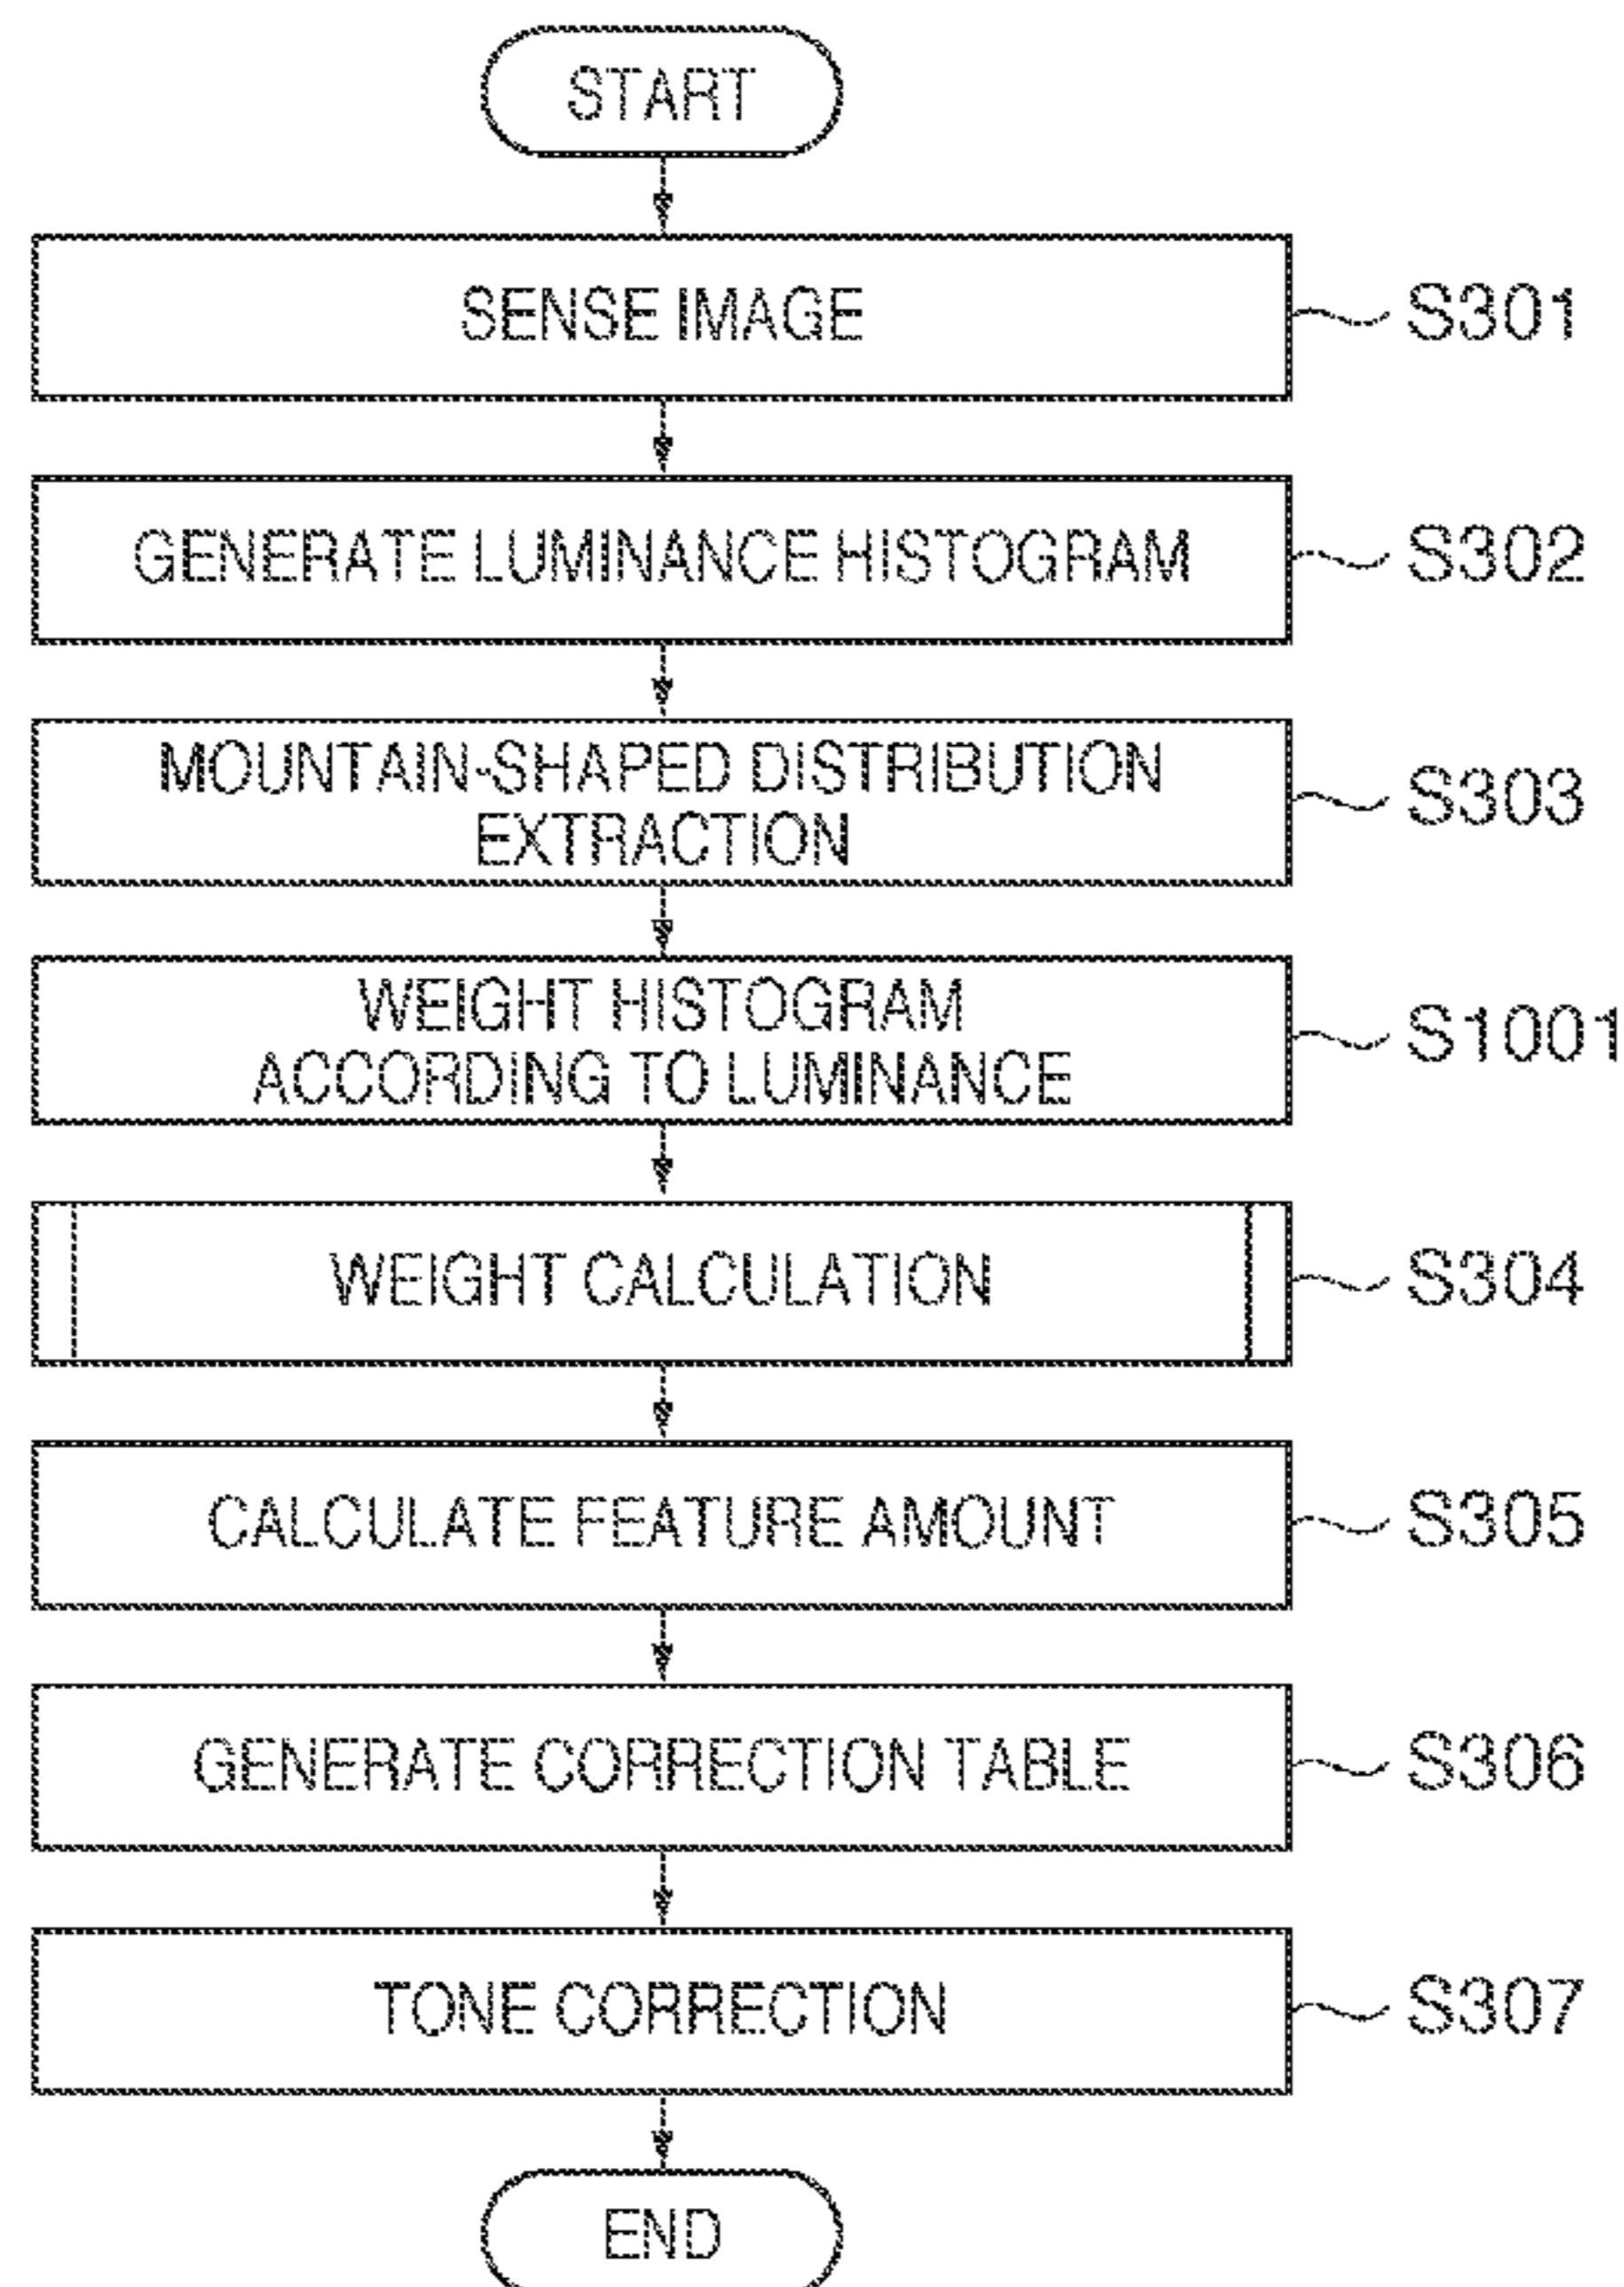 START
SENSE IMAGE
S301
GENERATE LUMINANCE HISTOGRAM
S302
MOUNTAIN-SHAPED DISTRIBUTION
EXTRACTION
S303
WEIGHT HISTOGRAM
ACCORDING TO LUMINANCE
S1001
WEIGHT CALCULATION
S304
CALCULATE FEATURE AMOUNT
S305
GENERATE CORRECTION TABLE
S306
TONE CORRECTION
S307
END